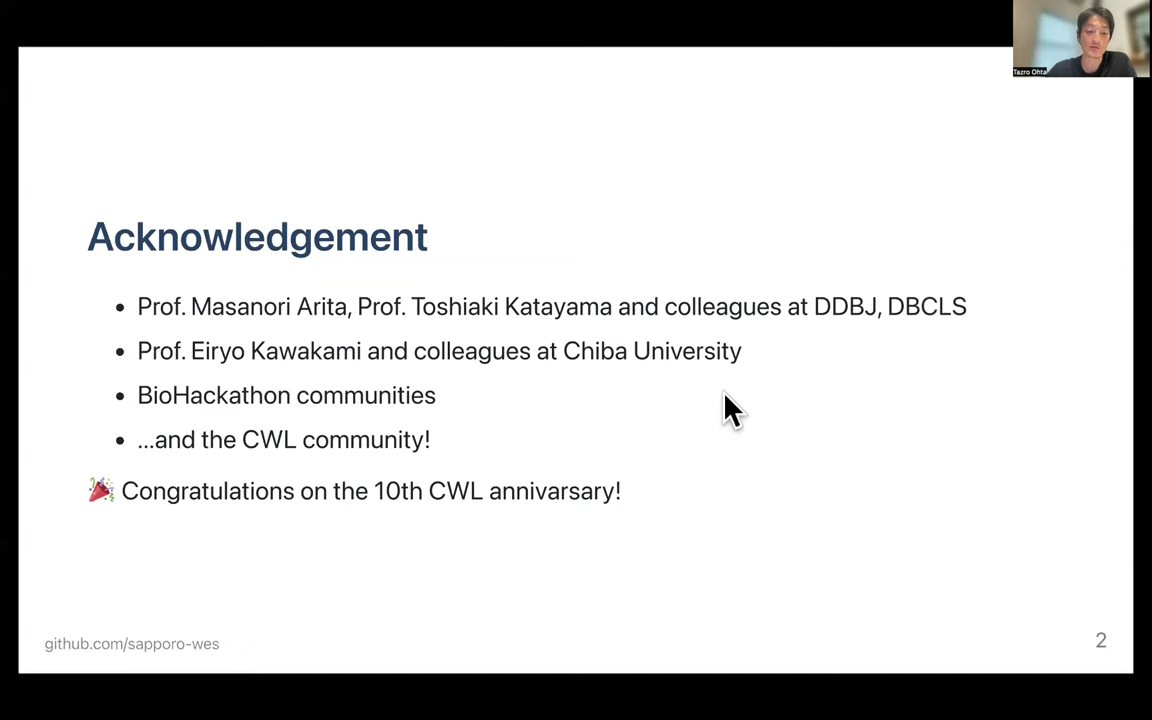 Tazro Ohta
Acknowledgement
• Prof. Masanori Arita, Prof. Toshiaki Katayama and colleagues at DDBJ, DBCLS
• Prof. Eiryo Kawakami and colleagues at Chiba University
• BioHackathon communities
• ...and the CWL community!
🎉 Congratulations on the 10th CWL annivarsary!
github.com/sapporo-wes
2